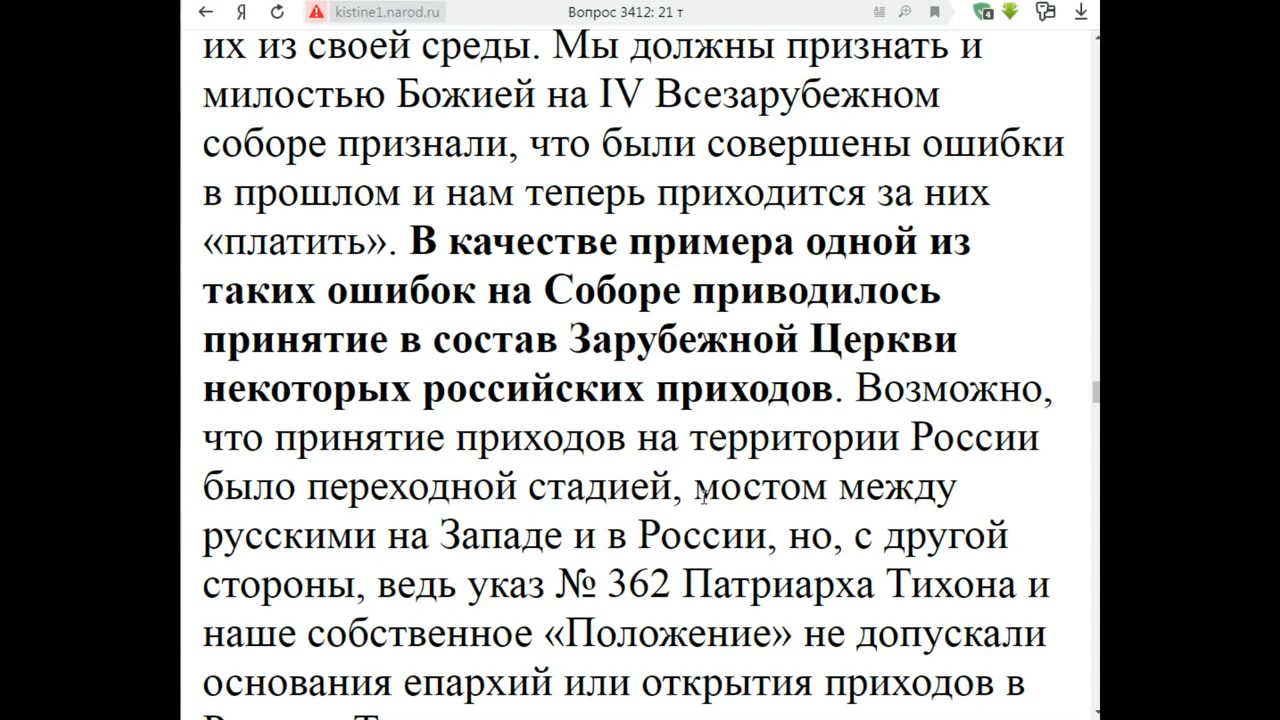 kistine1.narod.ru
Вопрос 3412: 21 т
4
их из своей среды. Мы должны признать и
милостью Божией на IV Всезарубежном
соборе признали, что были совершены ошибки
в прошлом и нам теперь приходится за них
«платить». В качестве примера одной из
таких ошибок на Соборе приводилось
принятие в состав Зарубежной Церкви
некоторых российских приходов. Возможно,
что принятие приходов на территории России
было переходной стадией, мостом между
русскими на Западе и в России, но, с другой
стороны, ведь указ № 362 Патриарха Тихона и
наше собственное «Положение» не допускали
основания епархий или открытия приходов в